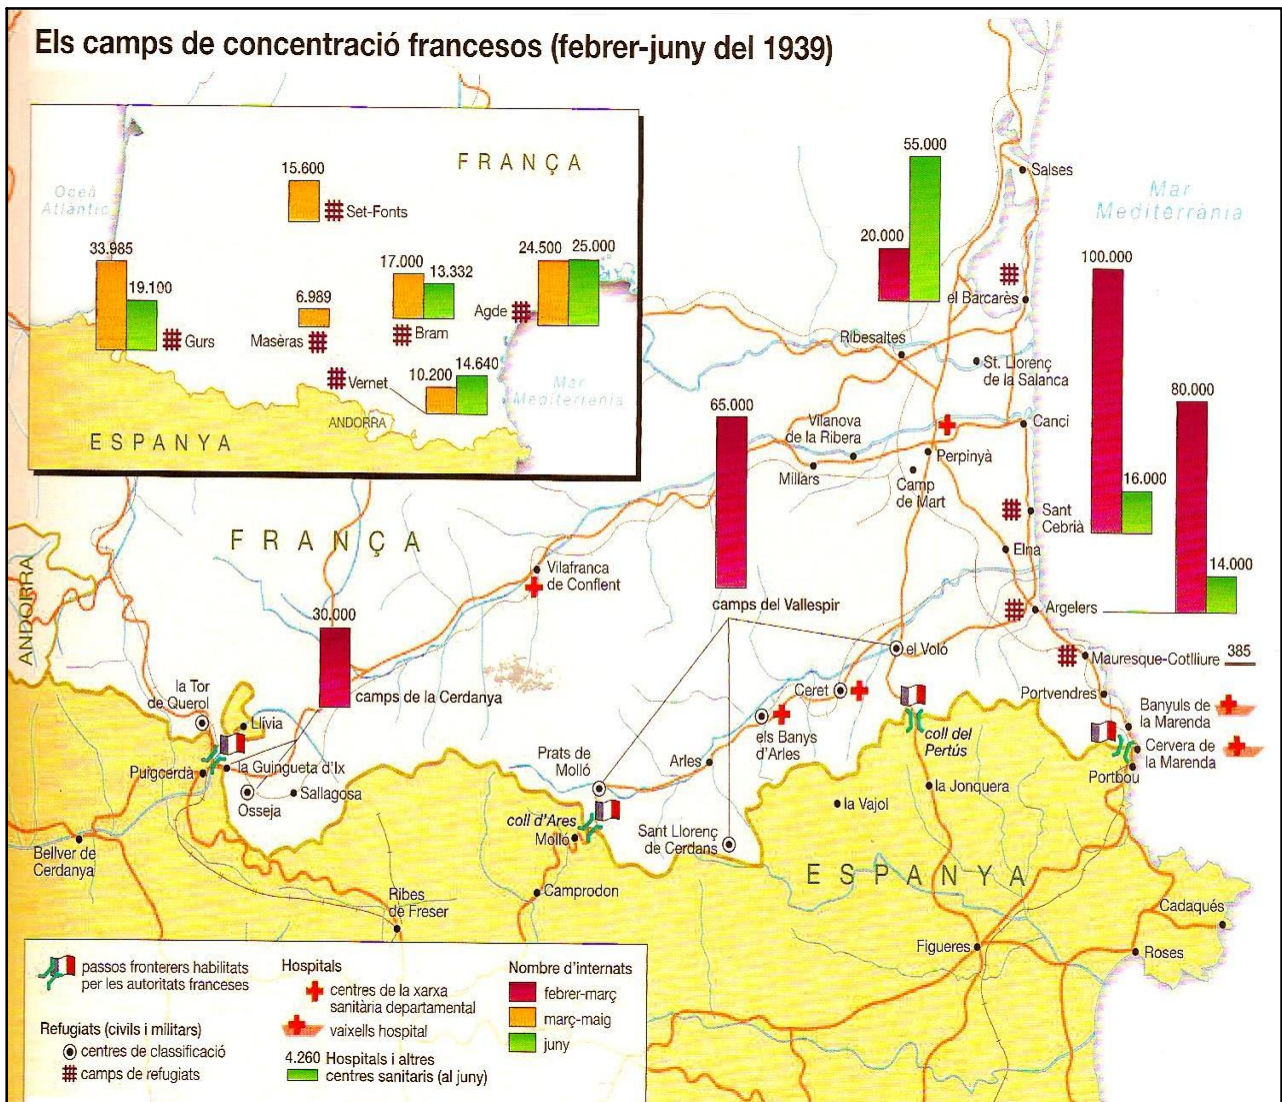 Els camps de concentració francesos (febrer-juny del 1939)
Oceà
Atlàntic
FRANÇA
15.600
Set-Fonts
33.985
19.100
Gurs
6.989
Masèras
17.000
13.332
Bram
24.500
25.000
Agde
Vernet
10.200
14.640
Mar
Mediterrània
ANDORRA
ESPANYA
55.000
20.000
Salses
Mar
Mediterrània
100.000
el Barcarès
Ribesaltes
St. Llorenç
de la Salanca
80.000
65.000
Vilanova
de la Ribera
Canci
Perpinyà
Millars
Camp
de Mart
16.000
Sant
Cebrià
FRANÇA
Elna
ANDORRA
Vilafranca
de Conflent
14.000
camps del Vallespir
Argelers
30.000
el Voló
Mauresque-Cotlliure 385
la Tor
de Querol
camps de la Cerdanya
Ceret
Portvendres
Llívia
els Banys
d'Arles
coll del
Pertús
Banyuls de
la Marenda
Cervera de
la Marenda
Prats de
Molló
Arles
Puigcerdà
la Guingueta d'Ix
Portbou
Osseja
Sallagosa
la Jonquera
la Vajol
coll d'Ares
Molló
Sant Llorenç
de Cerdans
Bellver de
Cerdanya
ESPANYA
Ribes
de Freser
Camprodon
Cadaqués
Figueres
Roses
passos fronterers habilitats
per les autoritats franceses
Refugiats (civils i militars)
centres de classificació
camps de refugiats
Hospitals
centres de la xarxa
sanitària departamental
vaixells hospital
4.260 Hospitals i altres
centres sanitaris (al juny)
Nombre d'internats
febrer-març
març-maig
juny